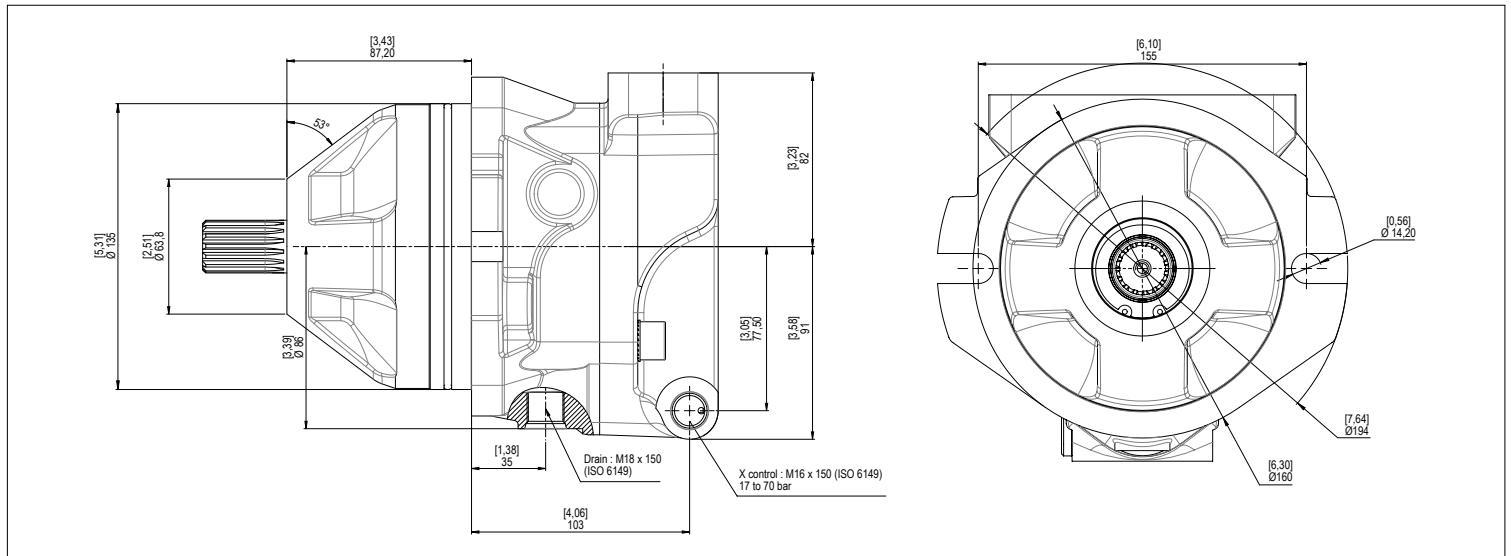 [3,43]
87,20
53°
[5,31]
Ø 135
[2,51]
Ø 63,8
[3,39]
Ø 86
[1,38]
35
Drain : M18 x 150
(ISO 6149)
[4,06]
103
X control : M16 x 150 (ISO 6149)
17 to 70 bar
[3,05]
77,50
[3,23]
82
[3,58]
91
[6,10]
155
[0,56]
Ø 14,20
[7,64]
Ø194
[6,30]
Ø160